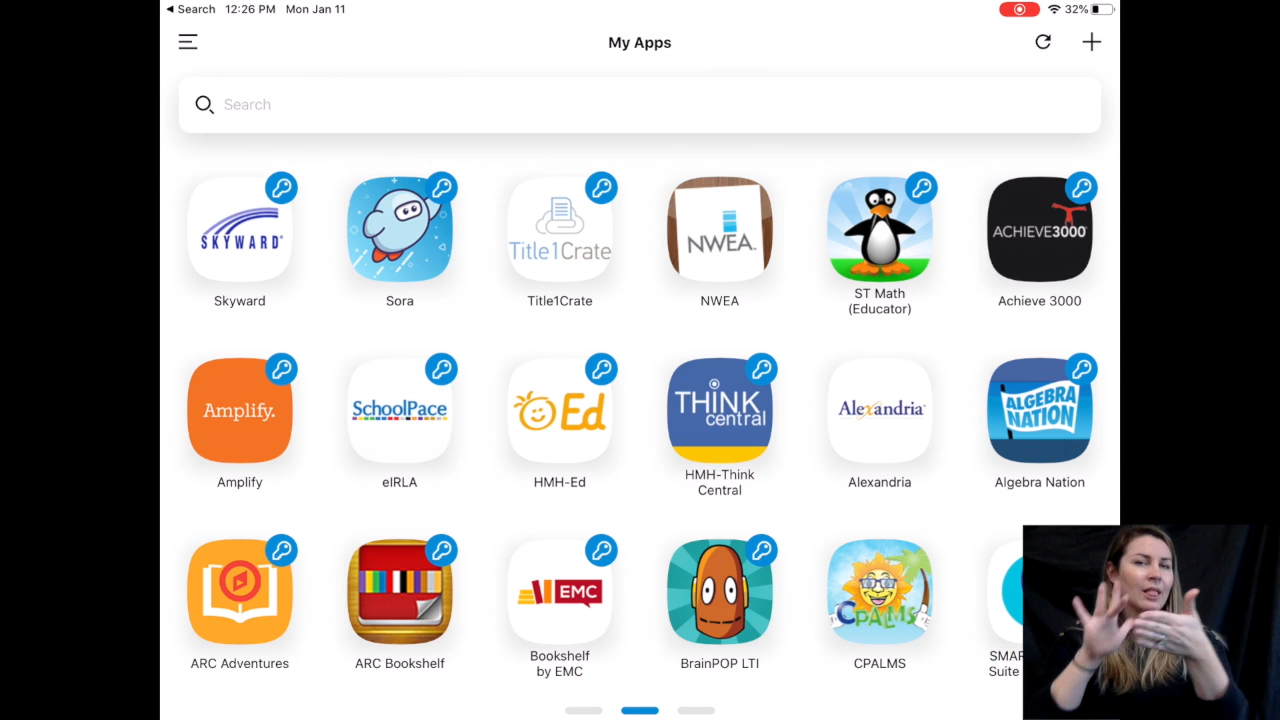 Search 12:26 PM Mon Jan 11
32%
My Apps
Search
SKYWARD
Title1Crate
NWEA
ACHIEVE3000
Skyward
Sora
Title1Crate
NWEA
ST Math
(Educator)
Achieve 3000
Amplify.
SchoolPace
Ed
THINK
central
Alexandria
ALGEBRA
NATION
Amplify
eIRLA
HMH-Ed
HMH-Think
Central
Alexandria
Algebra Nation
EMC
CPALMS
ARC Adventures
ARC Bookshelf
Bookshelf
by EMC
BrainPOP LTI
CPALMS
Suite